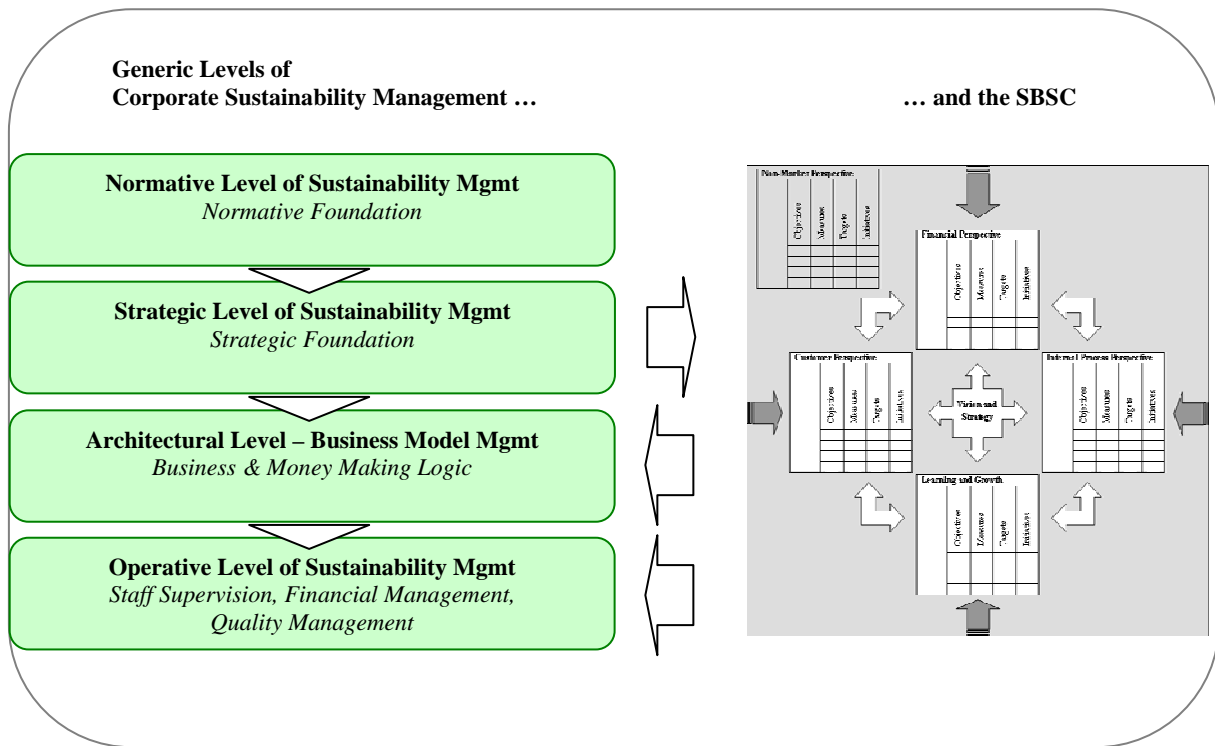 Generic Levels of
Corporate Sustainability Management …
… and the SBSC
Normative Level of Sustainability Mgmt
Normative Foundation
Strategic Level of Sustainability Mgmt
Strategic Foundation
Architectural Level – Business Model Mgmt
Business & Money Making Logic
Operative Level of Sustainability Mgmt
Staff Supervision, Financial Management,
Quality Management
Non-Market Perspective
Objectives
Measures
Targets
Initiatives
Financial Perspective
Objectives
Measures
Targets
Initiatives
Customer Perspective
Objectives
Measures
Targets
Initiatives
Vision and
Strategy
Internal Process Perspective
Objectives
Measures
Targets
Initiatives
Learning and Growth
Objectives
Measures
Targets
Initiatives